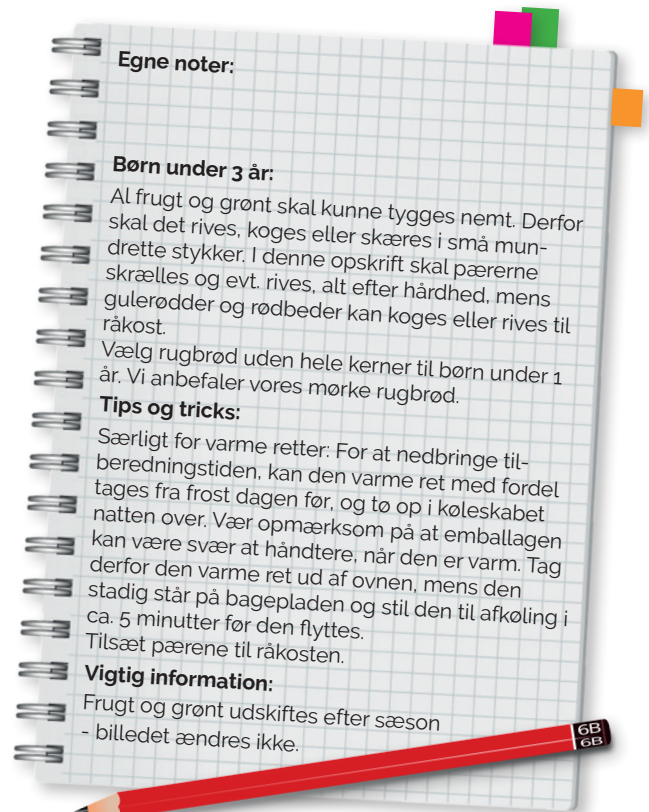 Egne noter:
Børn under 3 år:
Al frugt og grønt skal kunne tygges nemt. Derfor
skal det rives, koges eller skæres i små mun-
drette stykker. I denne opskrift skal pærerne
skrælles og evt. rives, alt efter hårdhed, mens
gulerødder og rødbeder kan koges eller rives til
råkost.
Vælg rugbrød uden hele kerner til børn under 1
år. Vi anbefaler vores mørke rugbrød.
Tips og tricks:
Særligt for varme retter: For at nedbringe til-
beredningstiden, kan den varme ret med fordel
tages fra frost dagen før, og tø op i køleskabet
natten over. Vær opmærksom på at emballagen
kan være svær at håndtere, når den er varm. Tag
derfor den varme ret ud af ovnen, mens den
stadig står på bagepladen og stil den til afkøling i
ca. 5 minutter før den flyttes.
Tilsæt pærene til råkosten.
Vigtig information:
Frugt og grønt udskiftes efter sæson
- billedet ændres ikke.
6B
6B